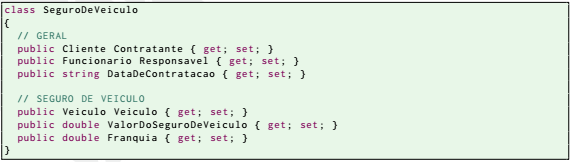 class SeguroDeVeiculo
{
// GERAL
public Cliente Contratante { get; set; }
public Funcionario Responsavel { get; set; }
public string DataDeContratacao { get; set; }
// SEGURO DE VEICULO
public Veiculo Veiculo { get; set; }
public double ValorDoSeguroDeVeiculo { get; set; }
public double Franquia { get; set; }
}